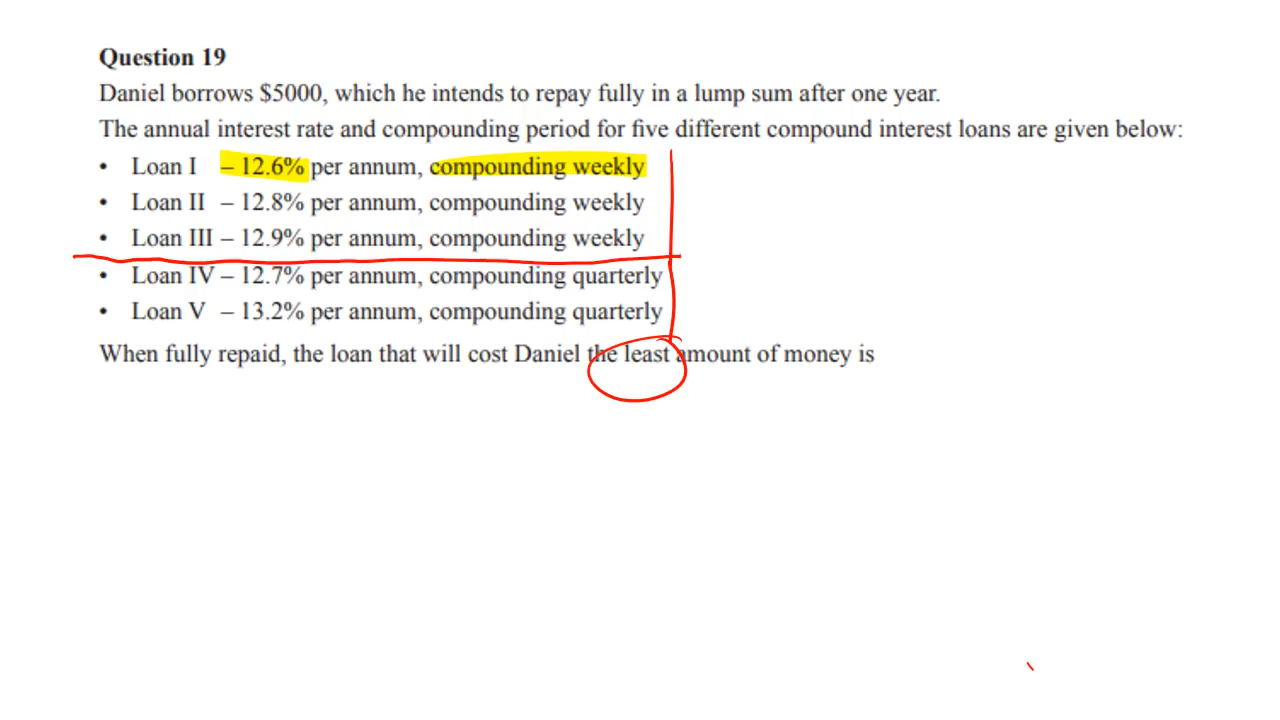 Question 19
Daniel borrows $5000, which he intends to repay fully in a lump sum after one year.
The annual interest rate and compounding period for five different compound interest loans are given below:
• Loan I – 12.6% per annum, compounding weekly
• Loan II – 12.8% per annum, compounding weekly
• Loan III – 12.9% per annum, compounding weekly
• Loan IV – 12.7% per annum, compounding quarterly
• Loan V – 13.2% per annum, compounding quarterly
When fully repaid, the loan that will cost Daniel the least amount of money is